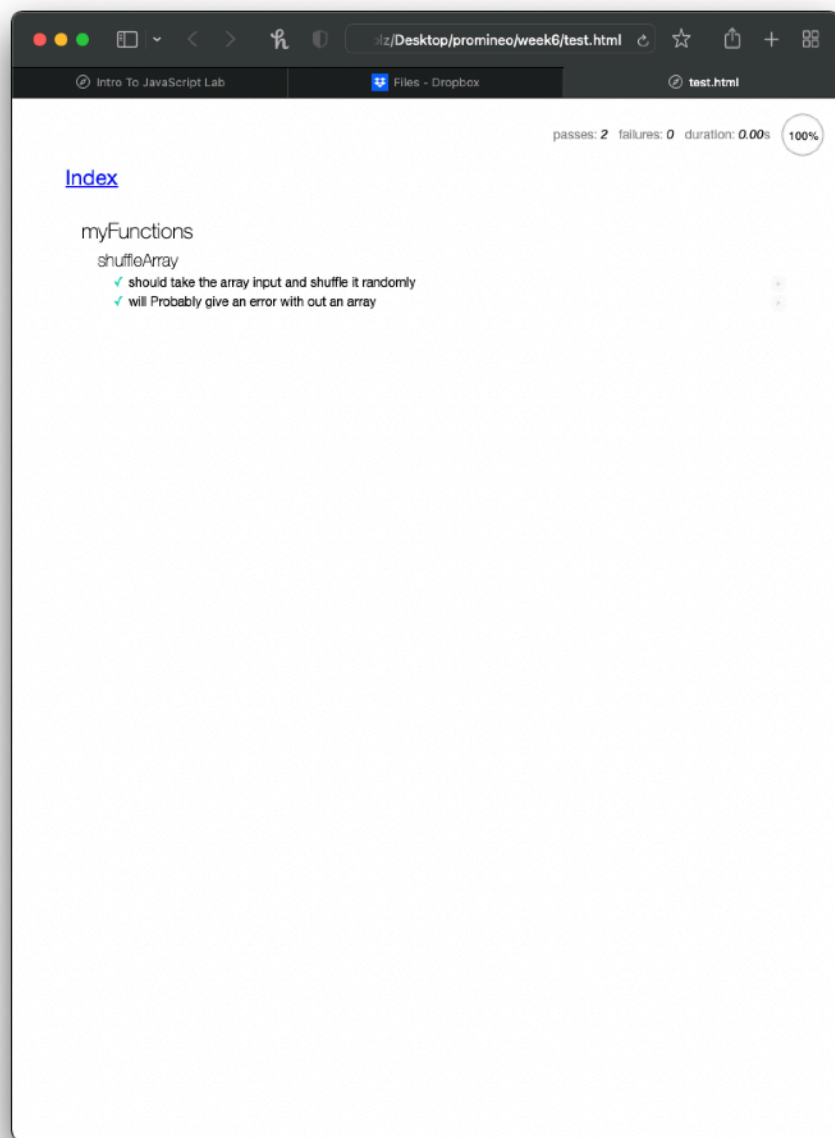 z/Desktop/promineo/week6/test.html
Intro To JavaScript Lab
Files - Dropbox
test.html
passes: 2 failures: 0 duration: 0.00s 100%
Index
myFunctions
shuffleArray
✓ should take the array input and shuffle it randomly
✓ will Probably give an error with out an array